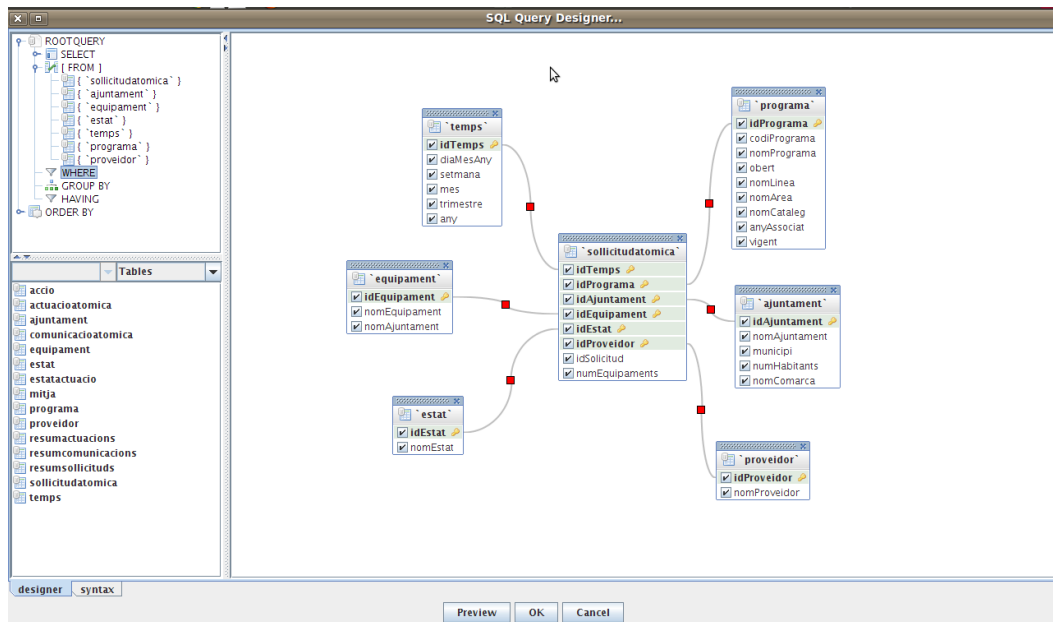 SQL Query Designer...
ROOTQUERY
SELECT
[ FROM ]
{ `sollicitudatomica` }
{ `ajuntament` }
{ `equipament` }
{ `estat` }
{ `temps` }
{ `programa` }
{ `proveidor` }
WHERE
GROUP BY
HAVING
ORDER BY
Tables
accio
actuacioatomica
ajuntament
comunicacioatomica
equipament
estat
estatactuacio
mitja
programa
proveidor
resumactuacions
resumcomunicacions
resumsollicituds
sollicitudatomica
temps
`temps`
idTemps
diaMesAny
setmana
mes
trimestre
any
`equipament`
idEquipament
nomEquipament
nomAjuntament
`estat`
idEstat
nomEstat
`sollicitudatomica`
idTemps
idPrograma
idAjuntament
idEquipament
idEstat
idProveidor
idSolicitud
numEquipaments
`programa`
idPrograma
codiPrograma
nomPrograma
obert
nomLinea
nomArea
nomCataleg
anyAssociat
vigent
`ajuntament`
idAjuntament
nomAjuntament
municipi
numHabitants
nomComarca
`proveidor`
idProveidor
nomProveidor
designer
syntax
Preview
OK
Cancel